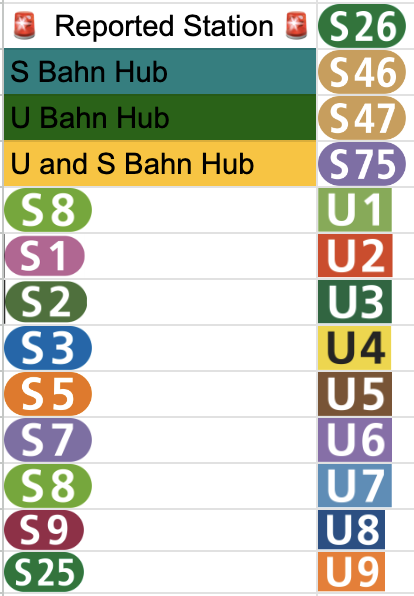 🚨 Reported Station 🚨 S26
S Bahn Hub S46
U Bahn Hub S47
U and S Bahn Hub S75
S8 U1
S1 U2
S2 U3
S3 U4
S5 U5
S7 U6
S8 U7
S9 U8
S25 U9